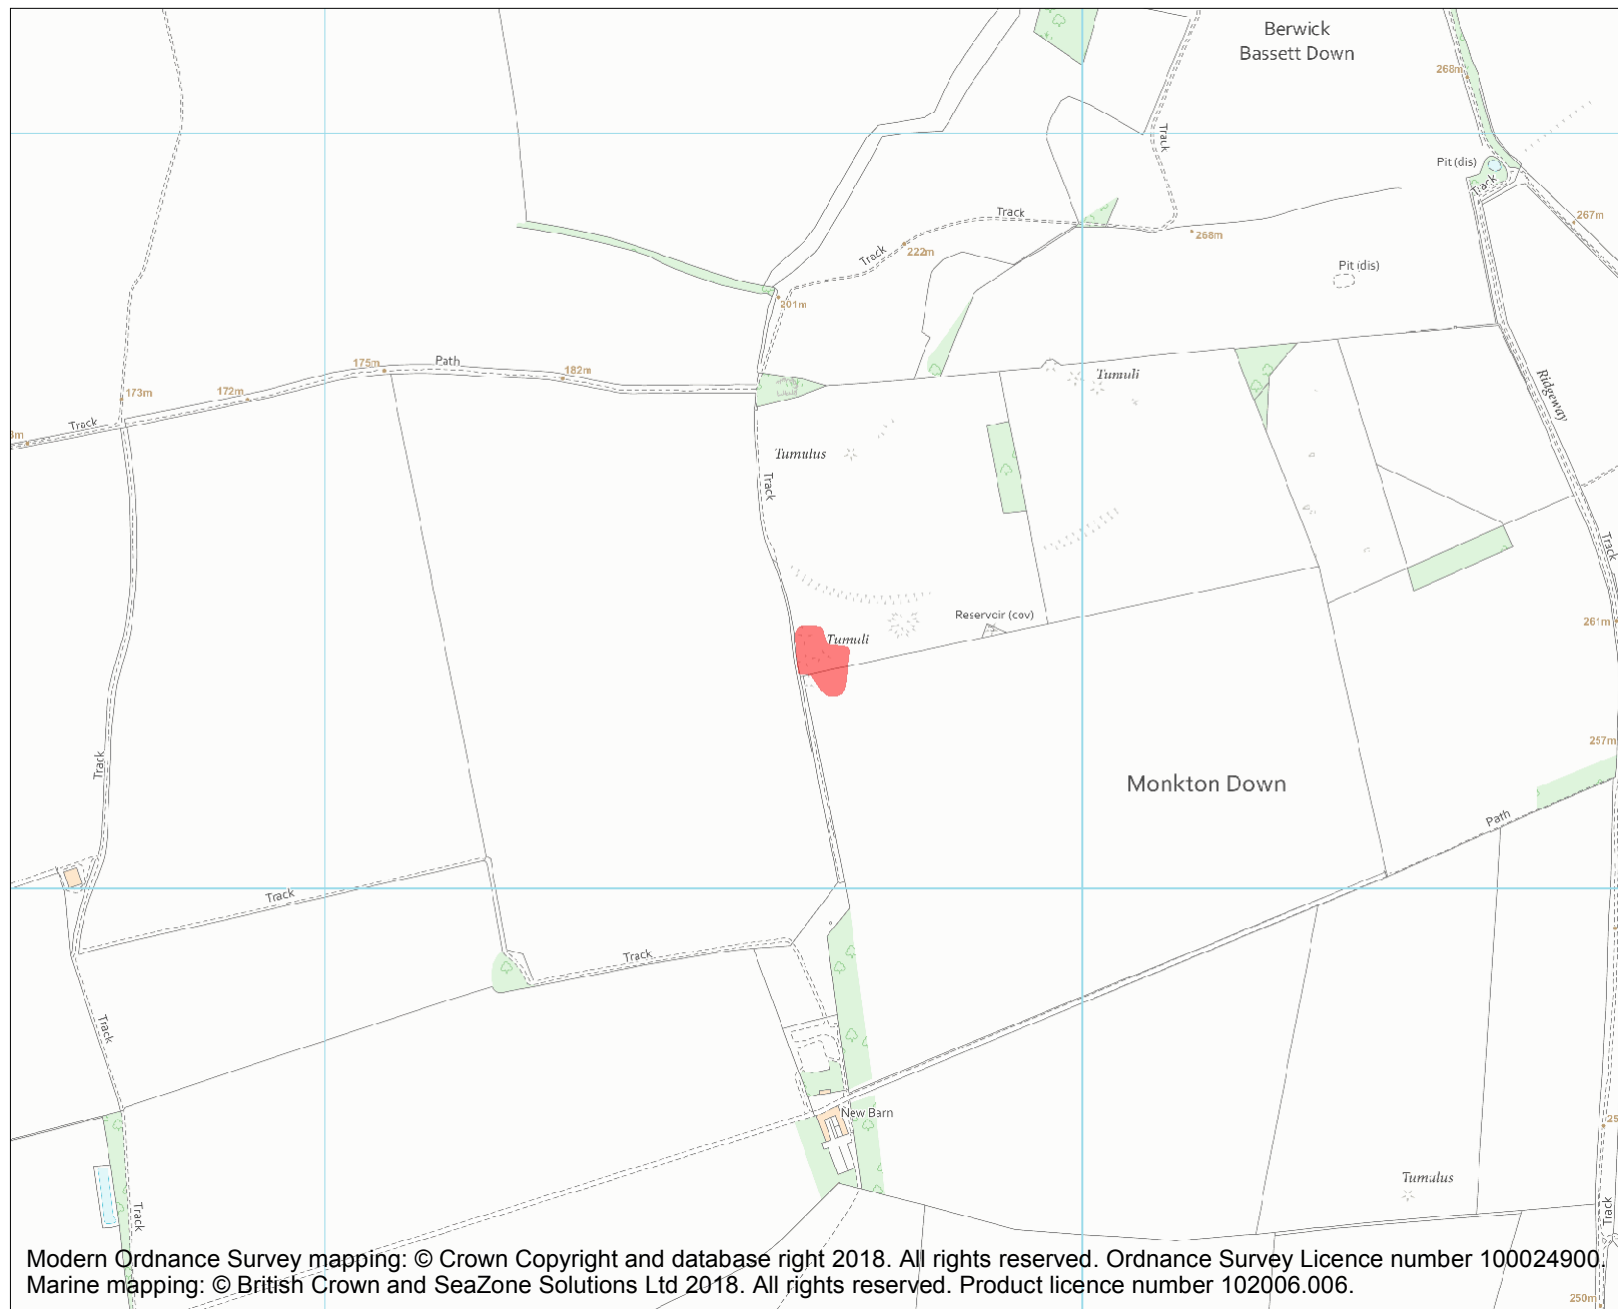 Berwick
Bassett Down
268m
Track
Pit (dis)
Track
Track
267m
268m
Track
222m
Pit (dis)
201m
Path
175m
182m
Tumuli
173m
172m
Track
Ridgeway
Tumulus
Track
Track
Reservoir (cov)
261m
Tumuli
257m
Track
Monkton Down
Path
Track
Track
Track
New Barn
Tumulus
Track
Track
Modern Ordnance Survey mapping: © Crown Copyright and database right 2018. All rights reserved. Ordnance Survey Licence number 100024900.
Marine mapping: © British Crown and SeaZone Solutions Ltd 2018. All rights reserved. Product licence number 102006.006.
250m